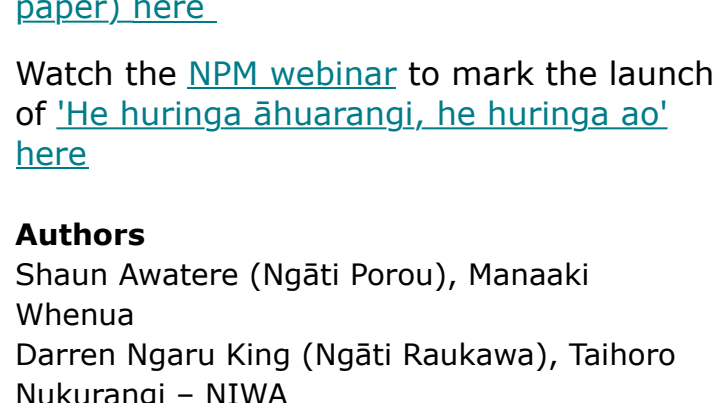 paper) here
Watch the NPM webinar to mark the launch
of 'He huringa āhuarangi, he huringa ao'
here
Authors
Shaun Awatere (Ngāti Porou), Manaaki
Whenua
Darren Ngaru King (Ngāti Raukawa), Taihoro
Nukurangi – NIWA